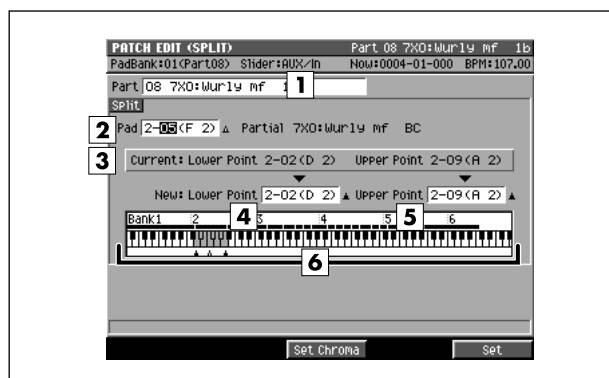 PATCH EDIT (SPLIT) Part 08 7XO:Wurly mf 1b
PadBank:01(Part08) Slider:AUX/In Now:0004-01-000 BPM:107.00
Part 08 7XO:Wurly mf 1
1
Split
2 Pad 2-05(F 2) Partial 7XO:Wurly mf BC
3 Current: Lower Point 2-02(D 2) Upper Point 2-09(A 2)
New: Lower Point 2-02(D 2) Upper Point 2-09(A 2)
4 5
Bank1 2 3 4 5 6
6
Set Chroma Set